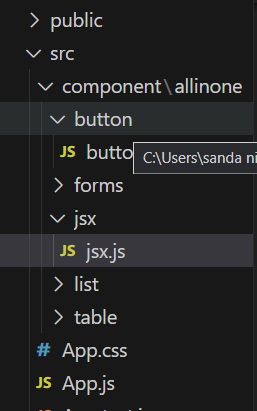 public
src
component\allinone
button
JS butto
C:\Users\sanda ni
forms
jsx
JS jsx.js
list
table
# App.css
JS App.js